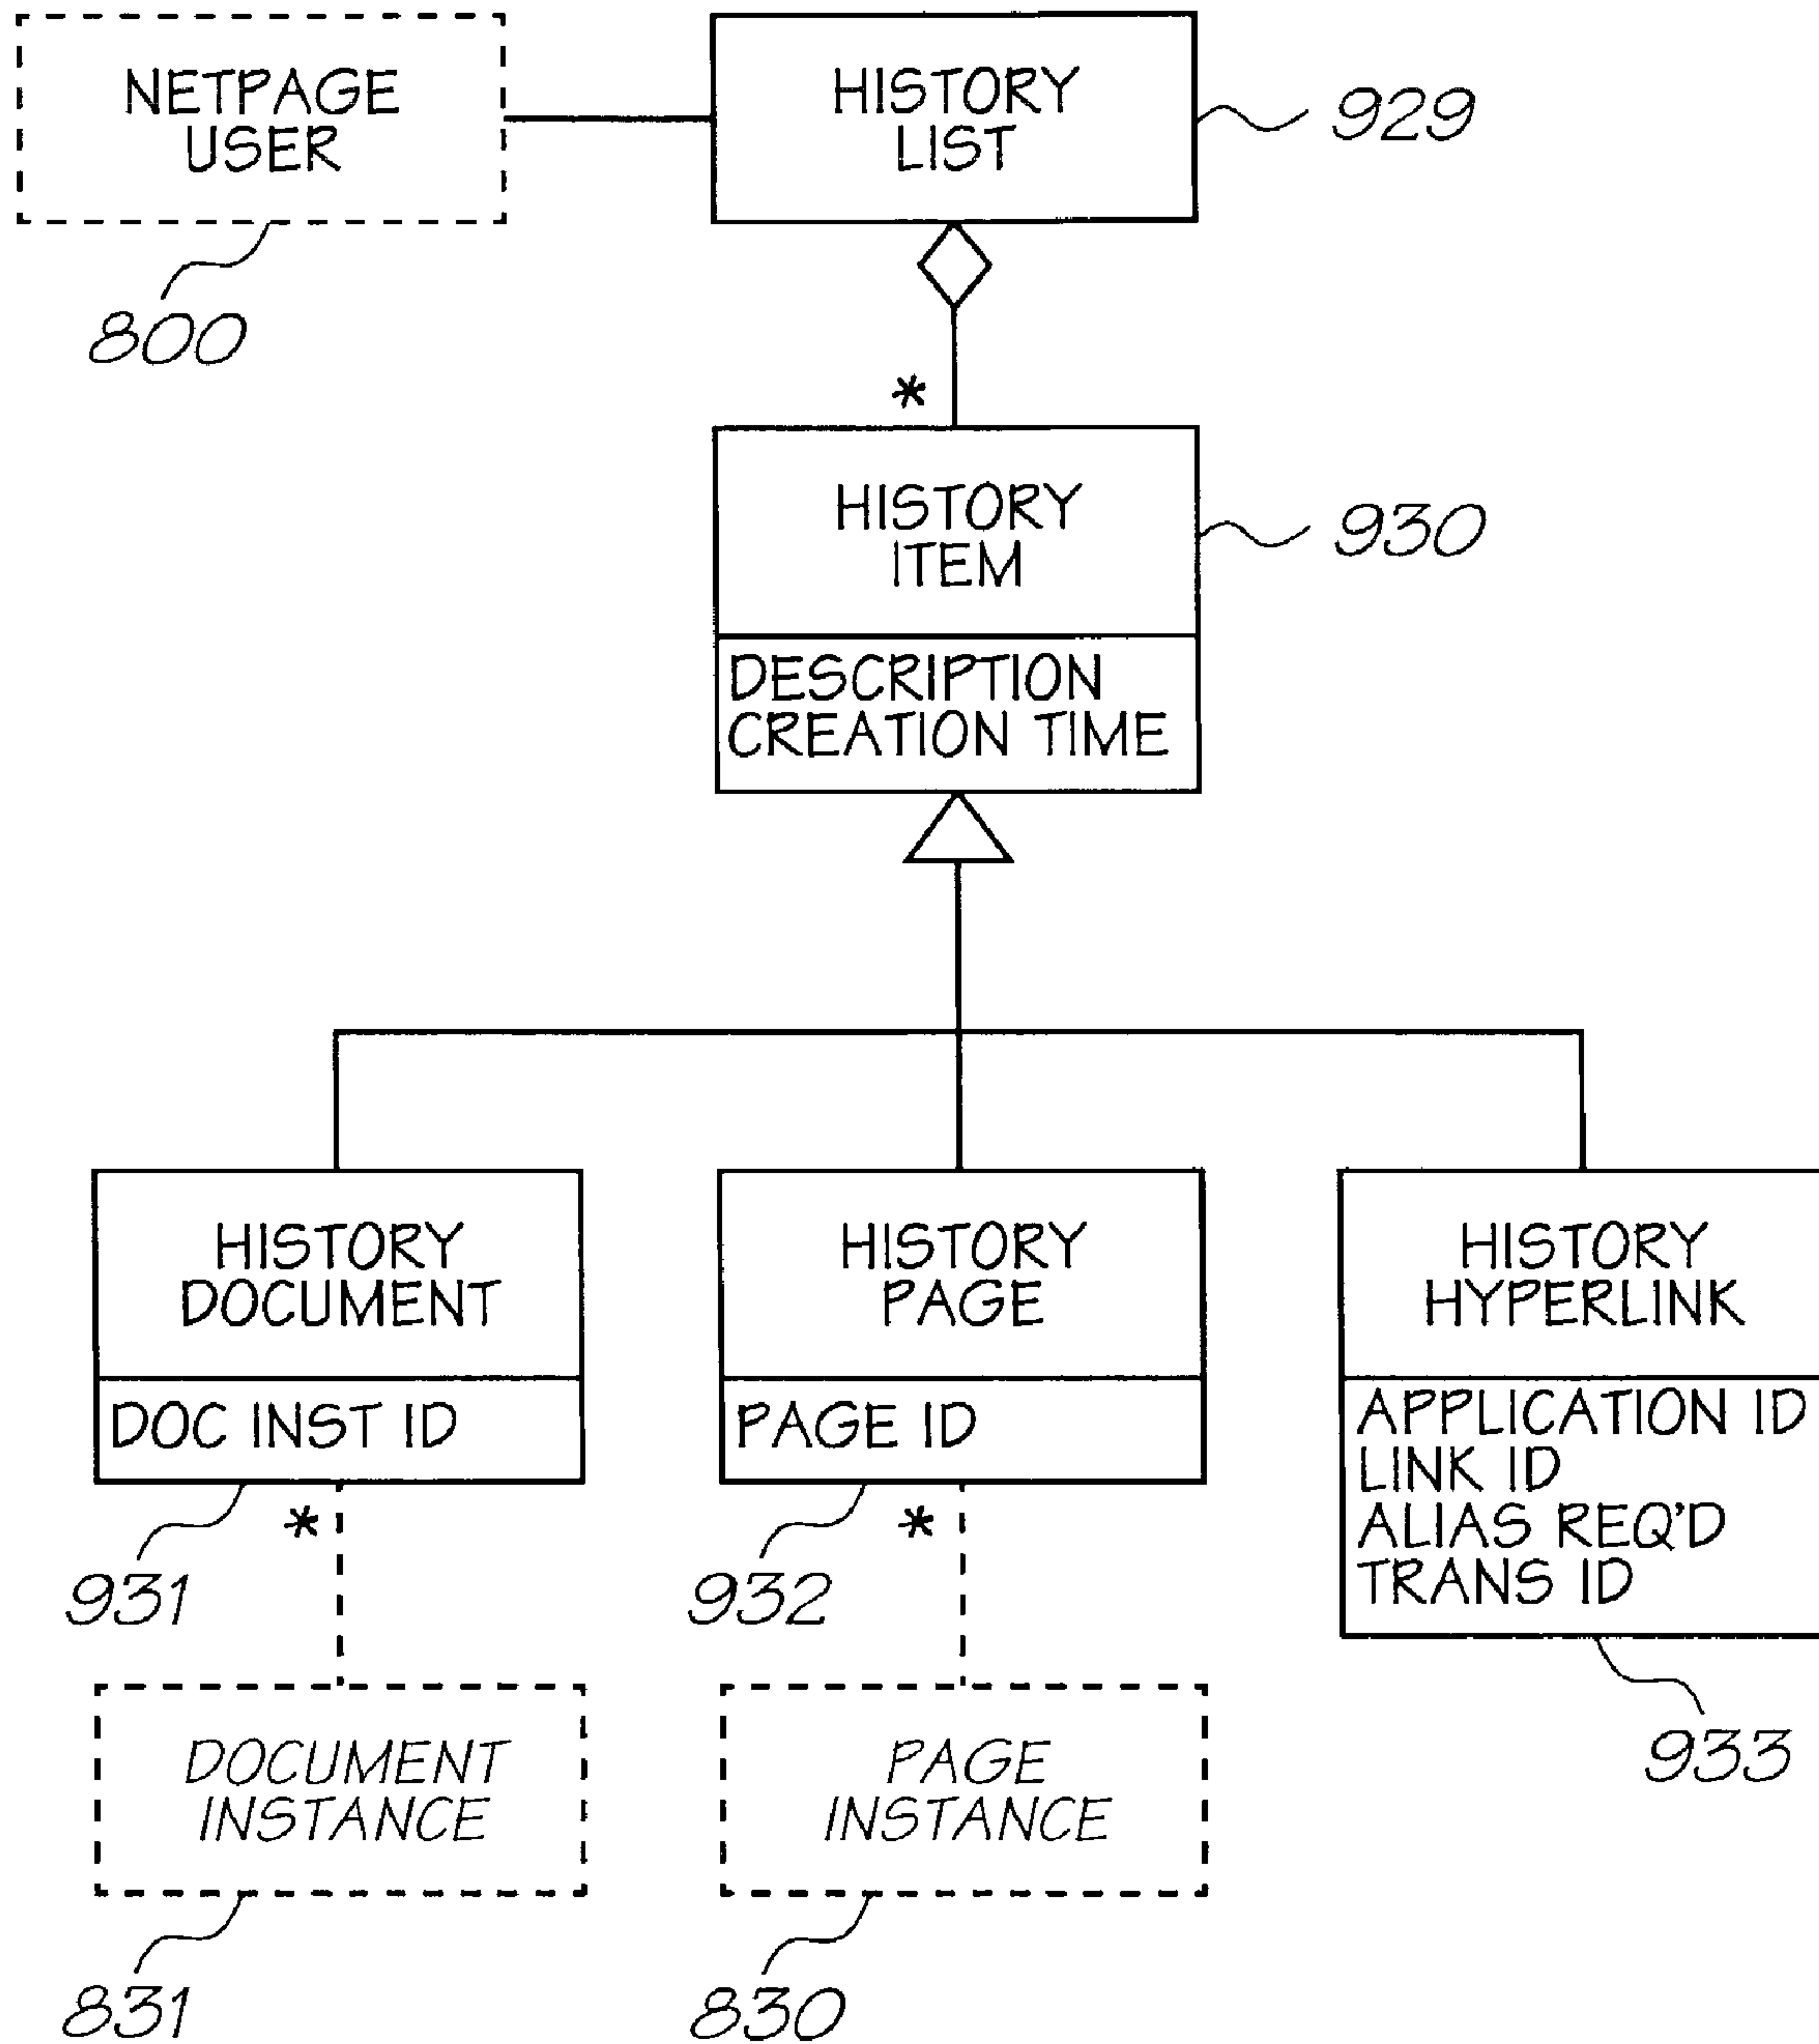 NETPAGE
USER
800
HISTORY
LIST
929
*
HISTORY
ITEM
930
DESCRIPTION
CREATION TIME
HISTORY
DOCUMENT
DOC INST ID
931
*
HISTORY
PAGE
PAGE ID
932
*
HISTORY
HYPERLINK
APPLICATION ID
LINK ID
ALIAS REQ'D
TRANS ID
933
DOCUMENT
INSTANCE
831
PAGE
INSTANCE
830